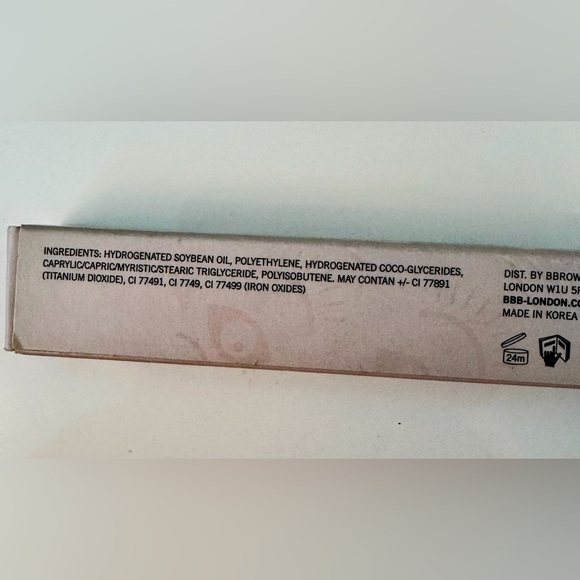 INGREDIENTS: HYDROGENATED SOYBEAN OIL, POLYETHYLENE, HYDROGENATED COCO-GLYCERIDES,
CAPRYLIC/CAPRIC/MYRISTIC/STEARIC TRIGLYCERIDE, POLYISOBUTENE. MAY CONTAN +/- CI 77891
(TITANIUM DIOXIDE), CI 77491, CI 7749, CI 77499 (IRON OXIDES)
DIST. BY BBROW
LONDON W1U 5
BBB-LONDON.CO
MADE IN KOREA
24m